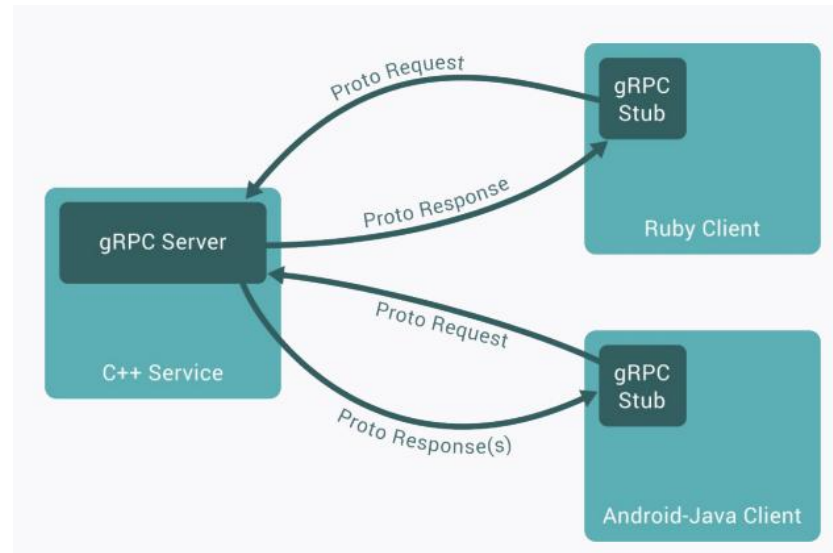 Proto Request
gRPC
Stub
Proto Response
Ruby Client
gRPC Server
C++ Service
Proto Request
gRPC
Stub
Proto Response(s)
Android-Java Client